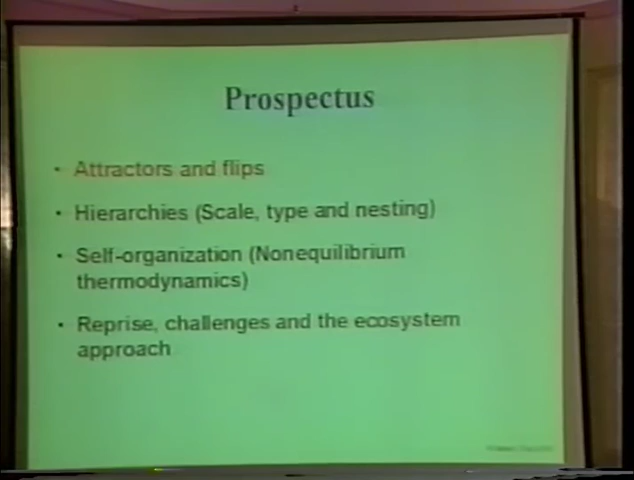 Prospectus
• Attractors and flips
• Hierarchies (Scale, type and nesting)
• Self-organization (Nonequilibrium
thermodynamics)
• Reprise, challenges and the ecosystem
approach